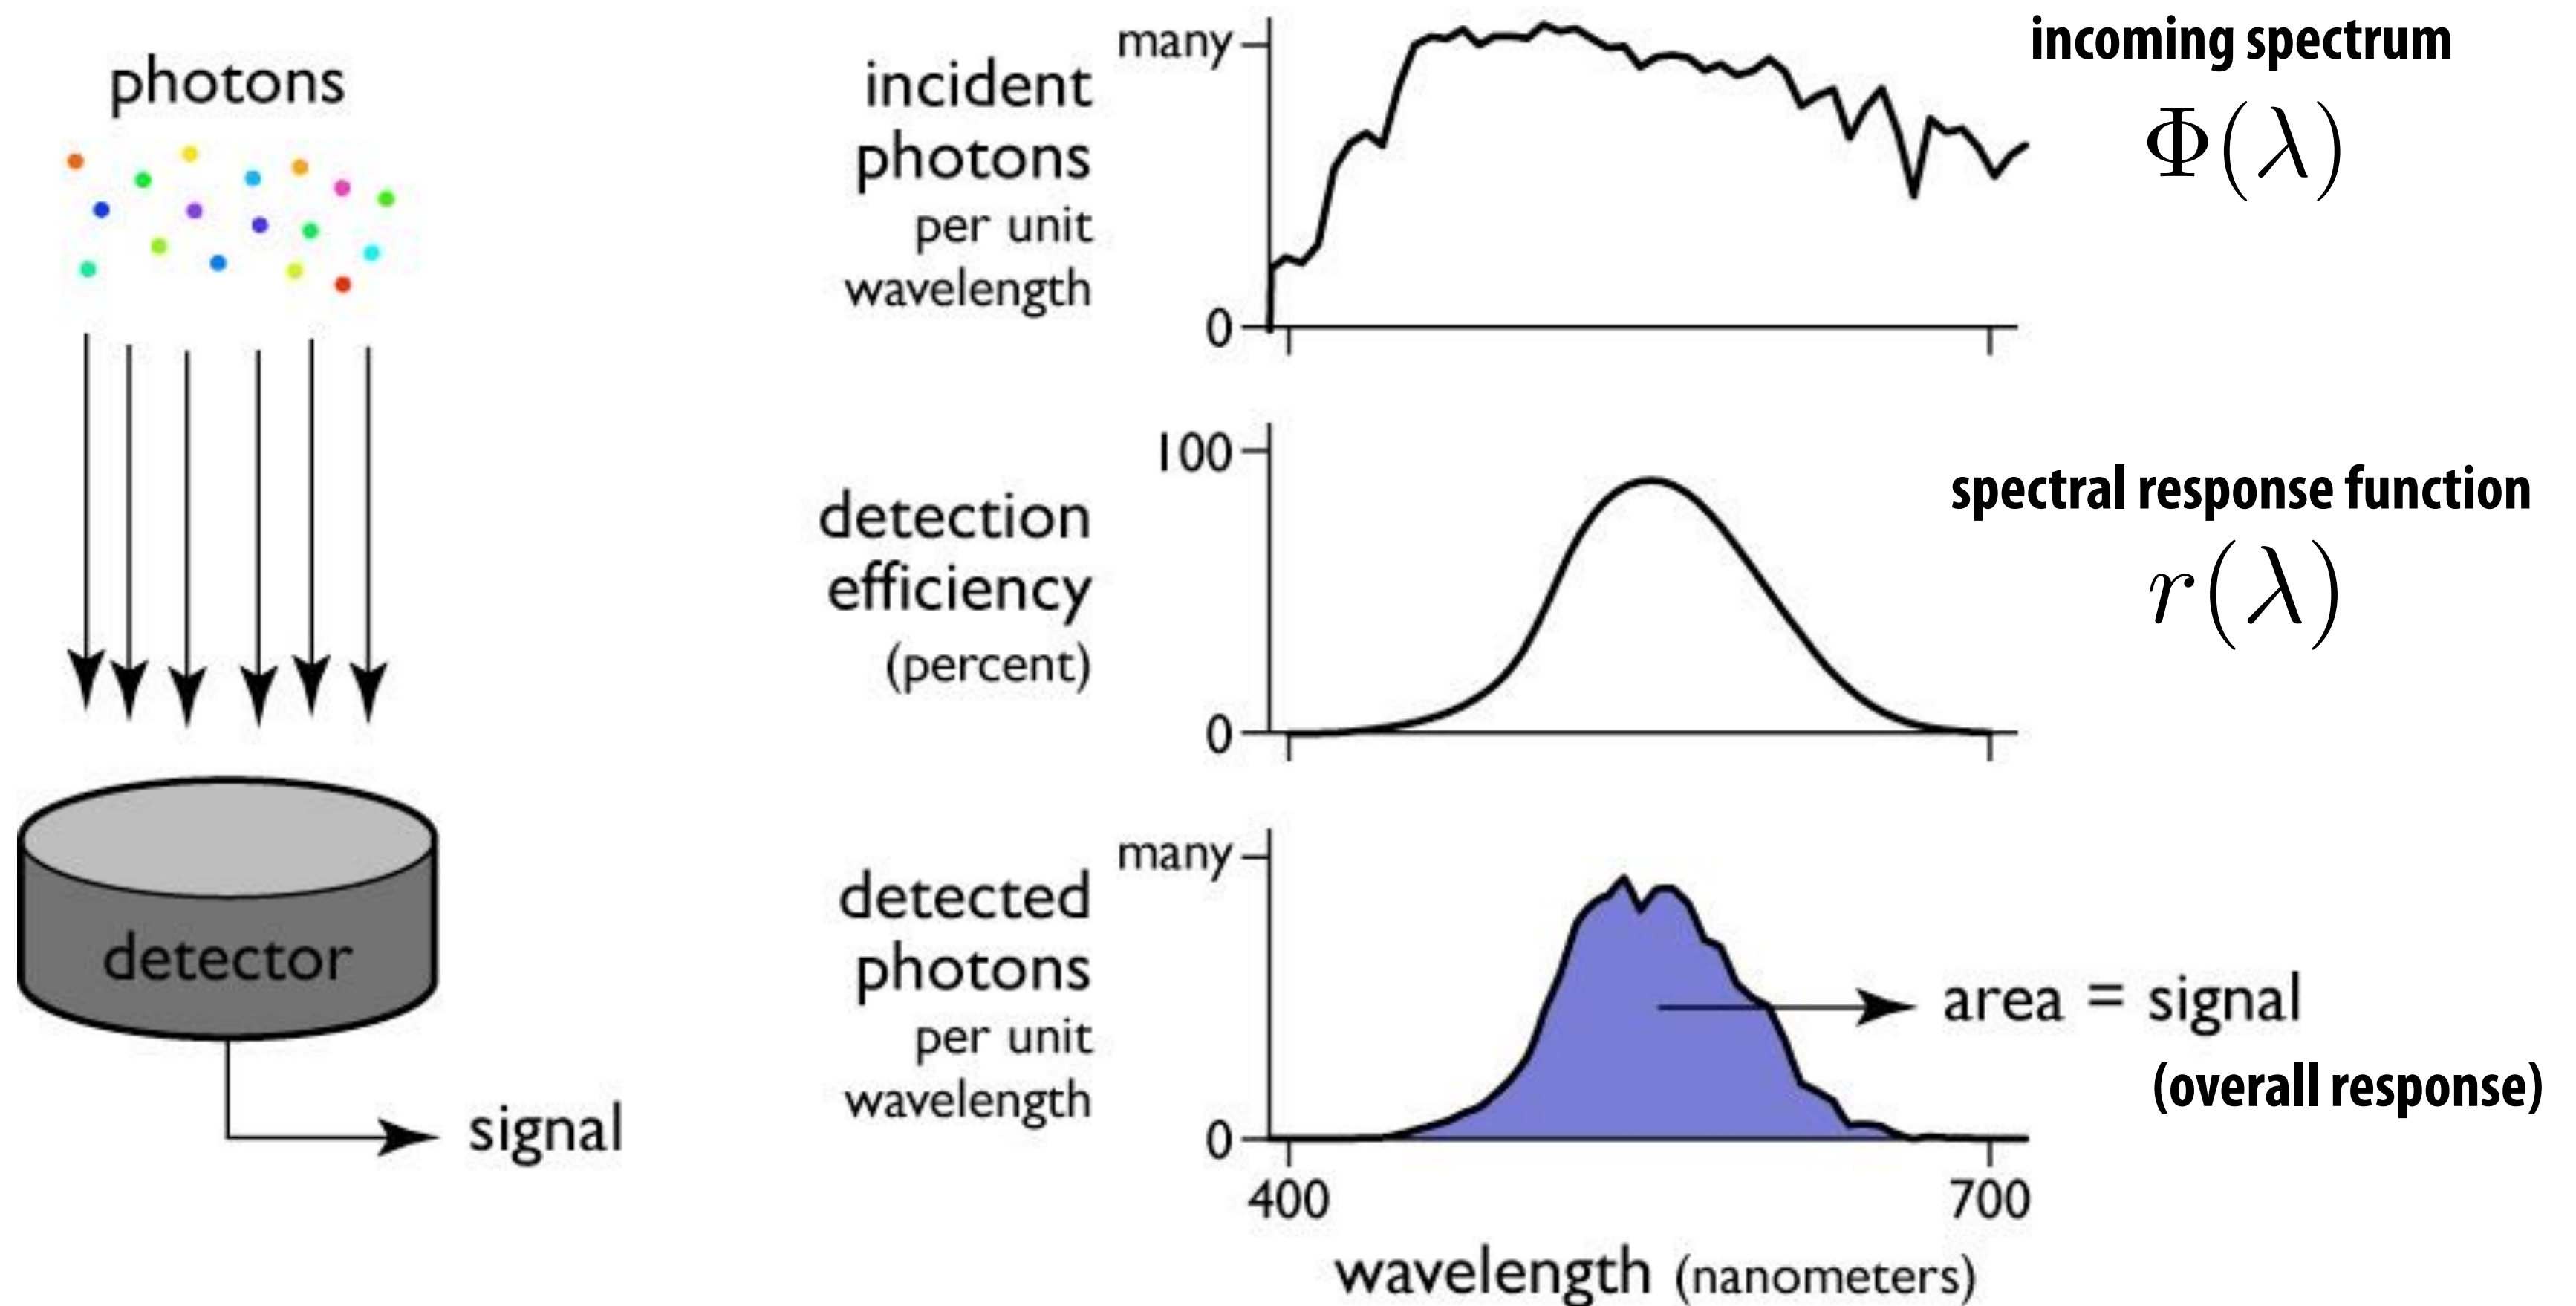 photons
detector
signal
many
incident
photons
per unit
wavelength
0
incoming spectrum
Φ(λ)
100
detection
efficiency
(percent)
0
spectral response function
r(λ)
many
detected
photons
per unit
wavelength
0
area = signal
(overall response)
400
700
wavelength (nanometers)